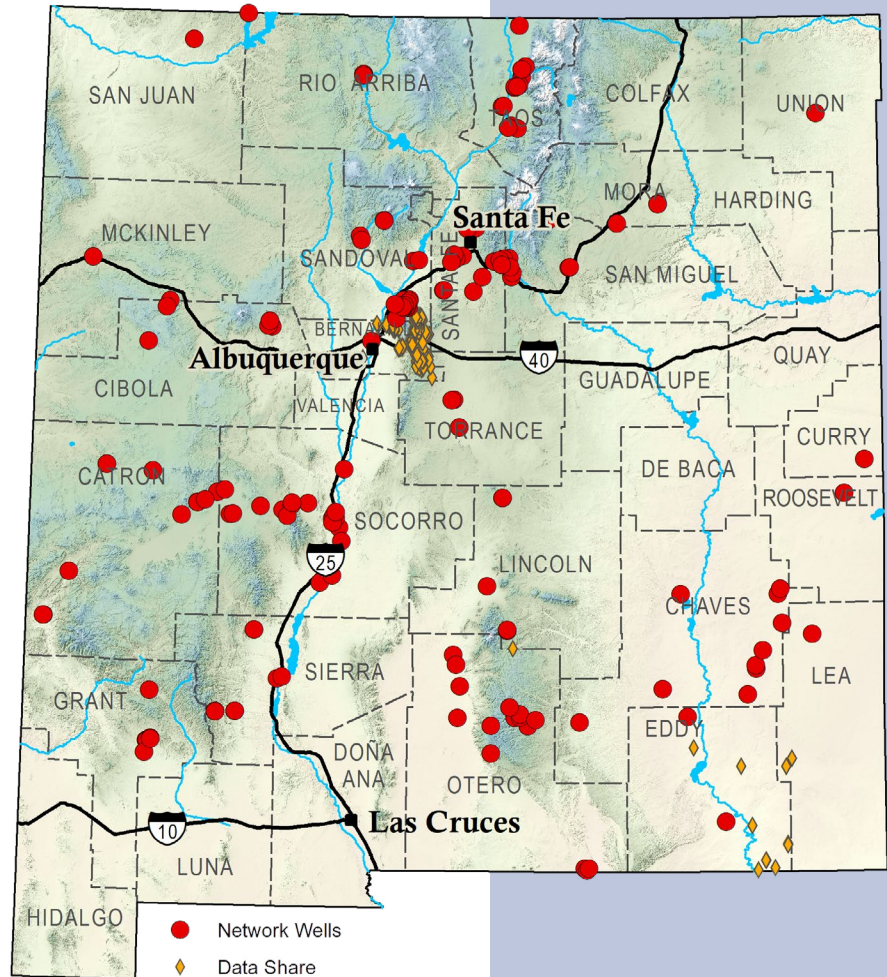 SAN JUAN
RIO ARRIBA
TAOS
COLFAX
UNION
MORA
HARDING
MCKINLEY
Santa Fe
SANDOVAL
SANTA FE
SAN MIGUEL
BERNA
40
QUAY
Albuquerque
GUADALUPE
CIBOLA
VALENCIA
TORRANCE
CURRY
CATRON
DE BACA
ROOSEVELT
SOCORRO
25
LINCOLN
CHAVES
SIERRA
LEA
GRANT
EDDY
DOÑA
ANA
OTERO
10
Las Cruces
LUNA
HIDALGO
Network Wells
Data Share